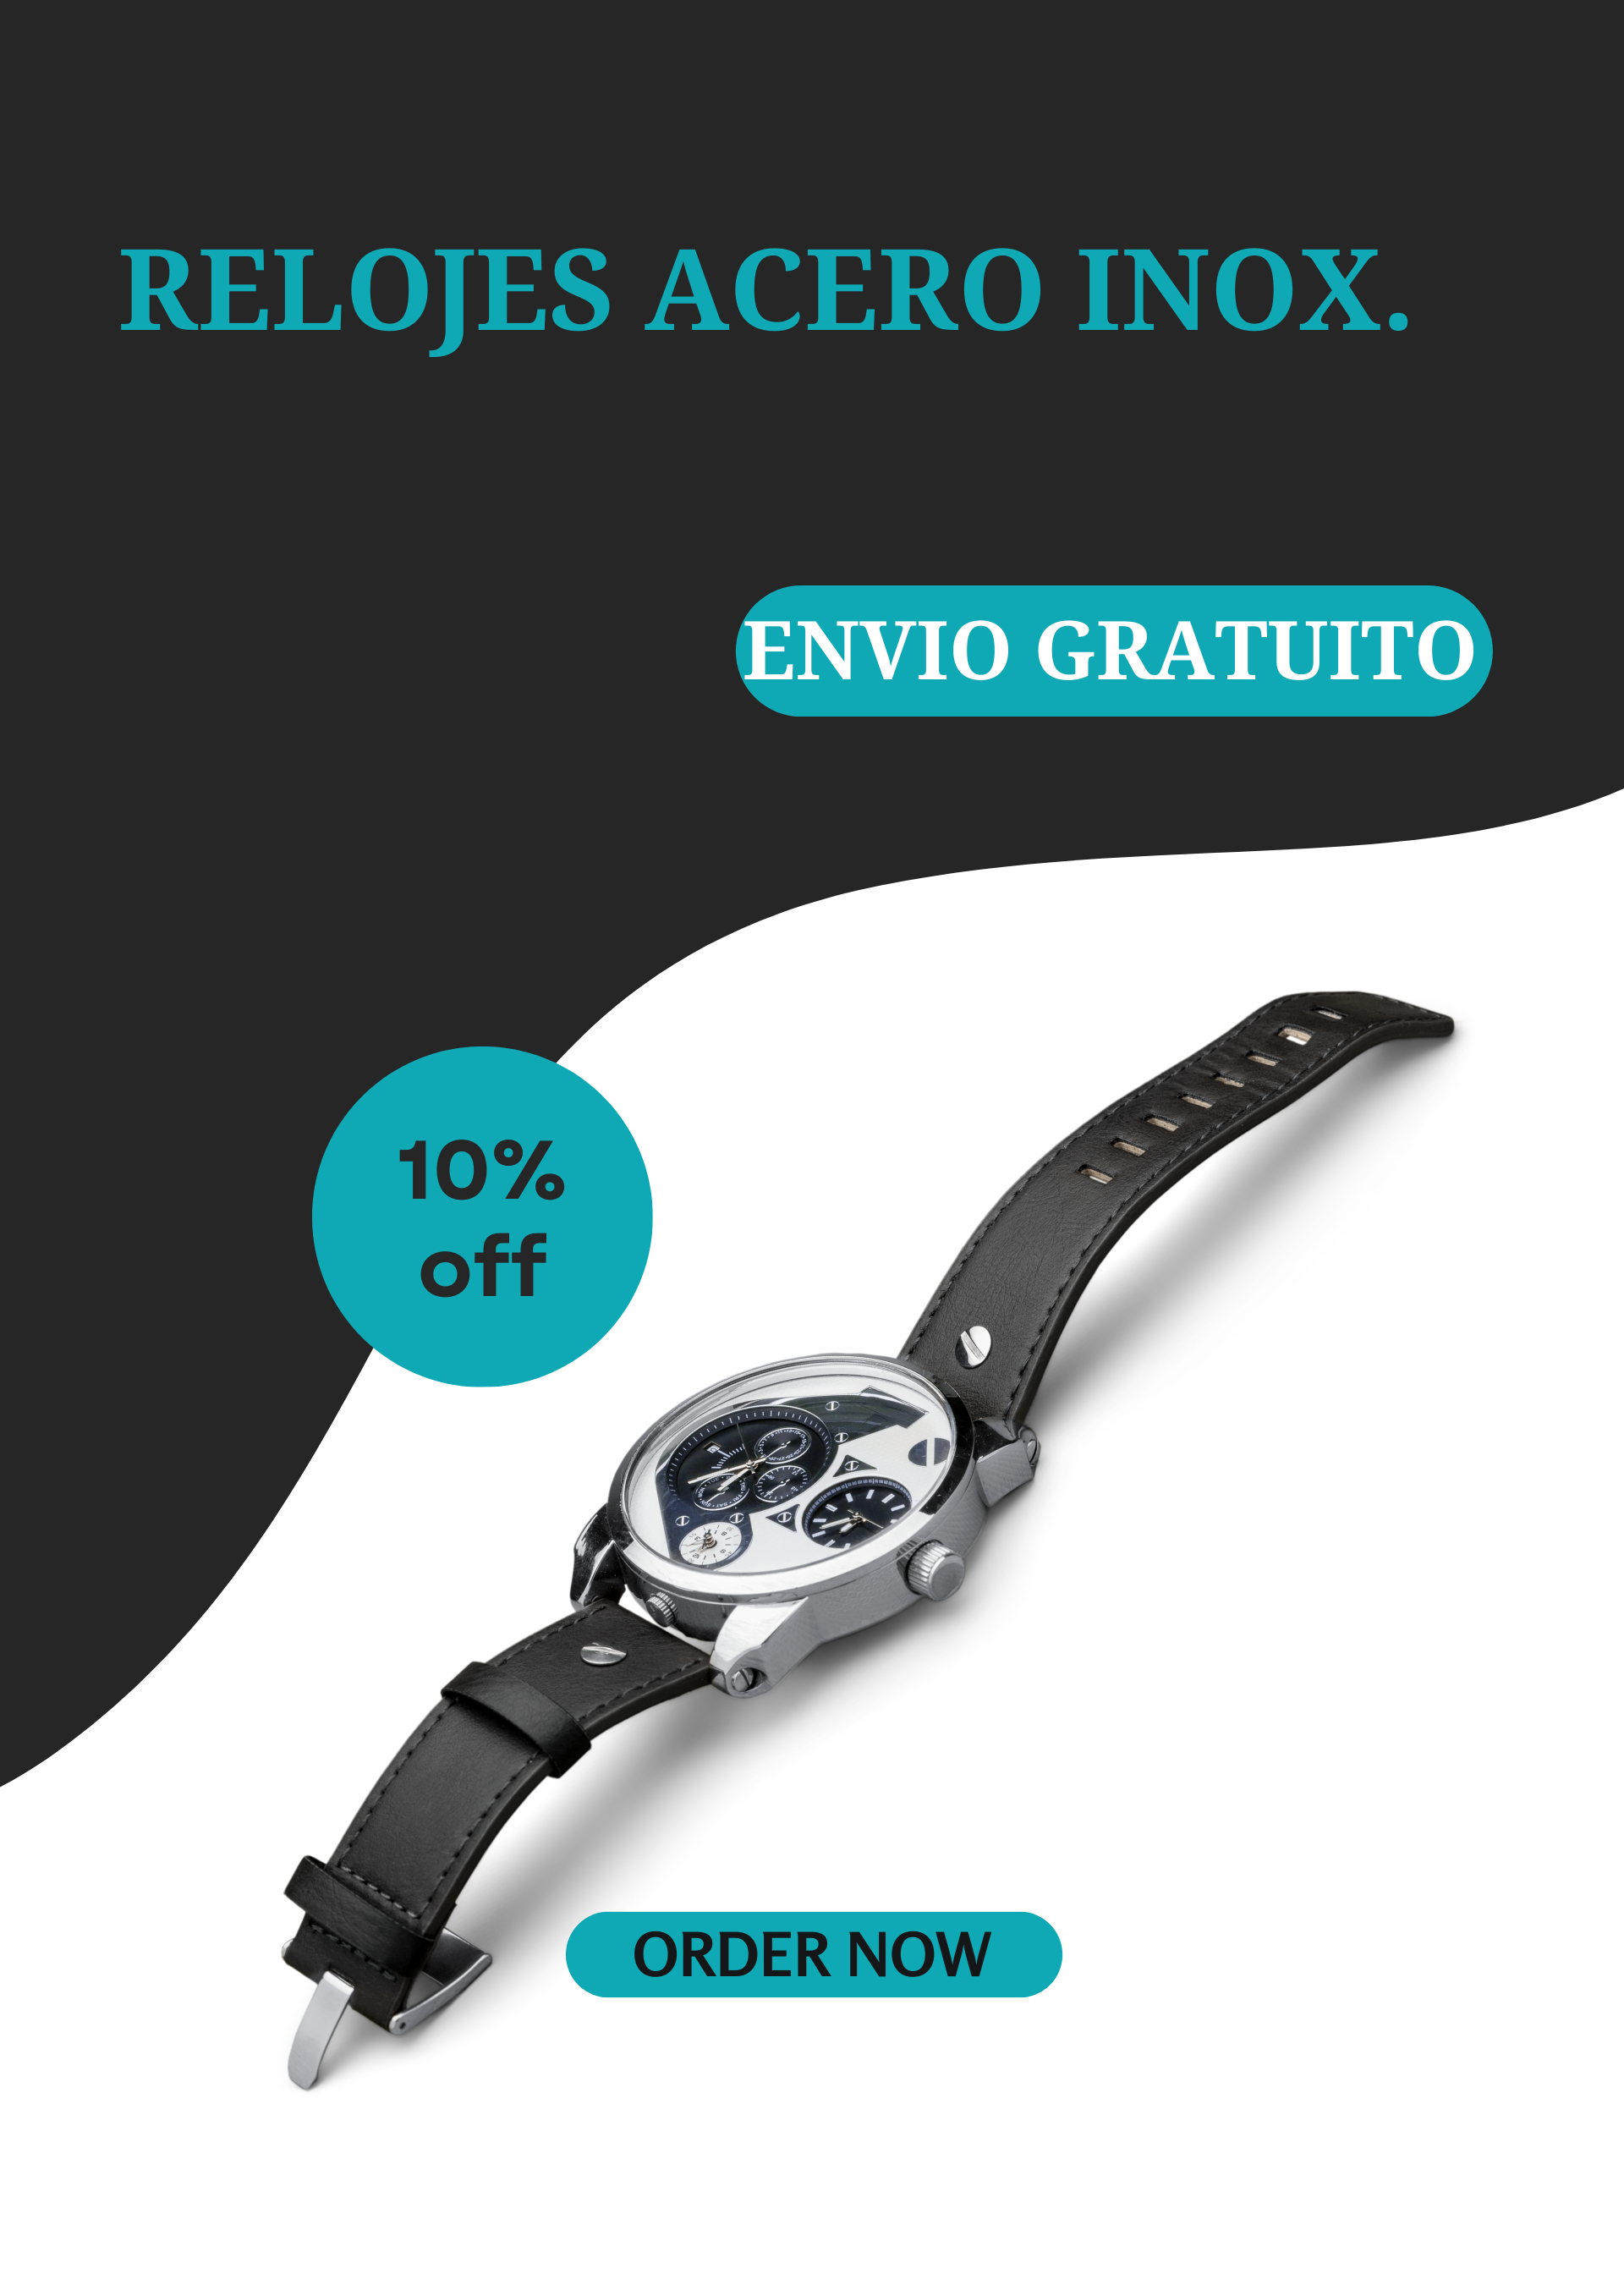 RELOJES ACERO INOX.
ENVIO GRATUITO
10%
off
ORDER NOW